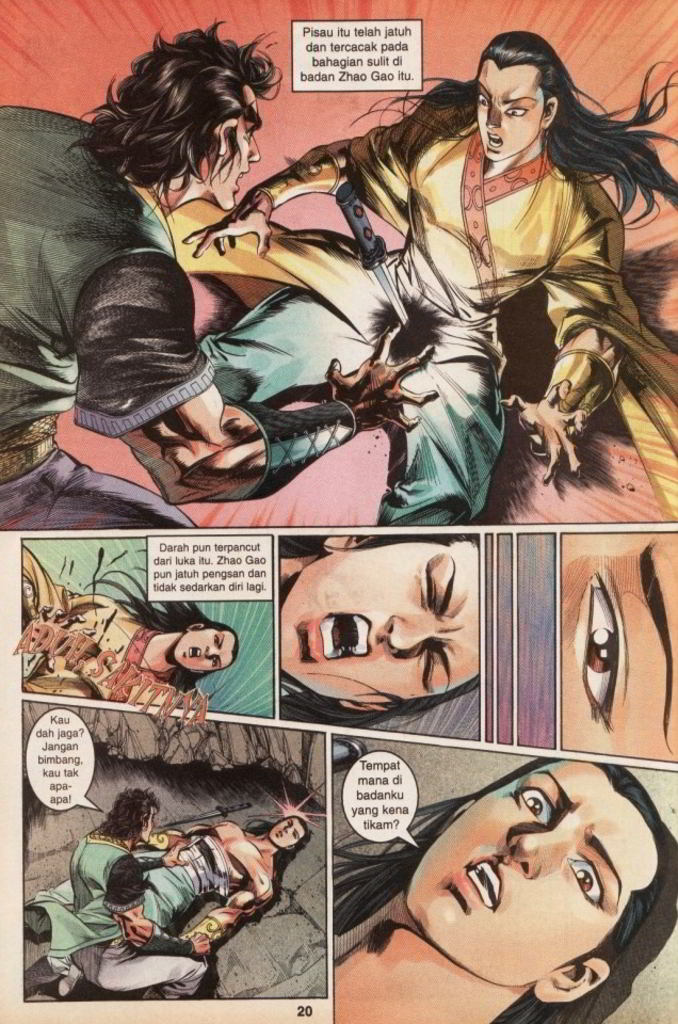 Pisau itu telah jatuh
dan tercacak pada
bahagian sulit di
badan Zhao Gao itu.
Darah pun terpancut
dari luka itu. Zhao Gao
pun jatuh pengsan dan
tidak sedarkan diri lagi.
ADUH..SAKITNYA
Kau
dah jaga?
Jangan
bimbang,
kau tak
apa-
apa!
Tempat
mana di
badanku
yang kena
tikam?
20